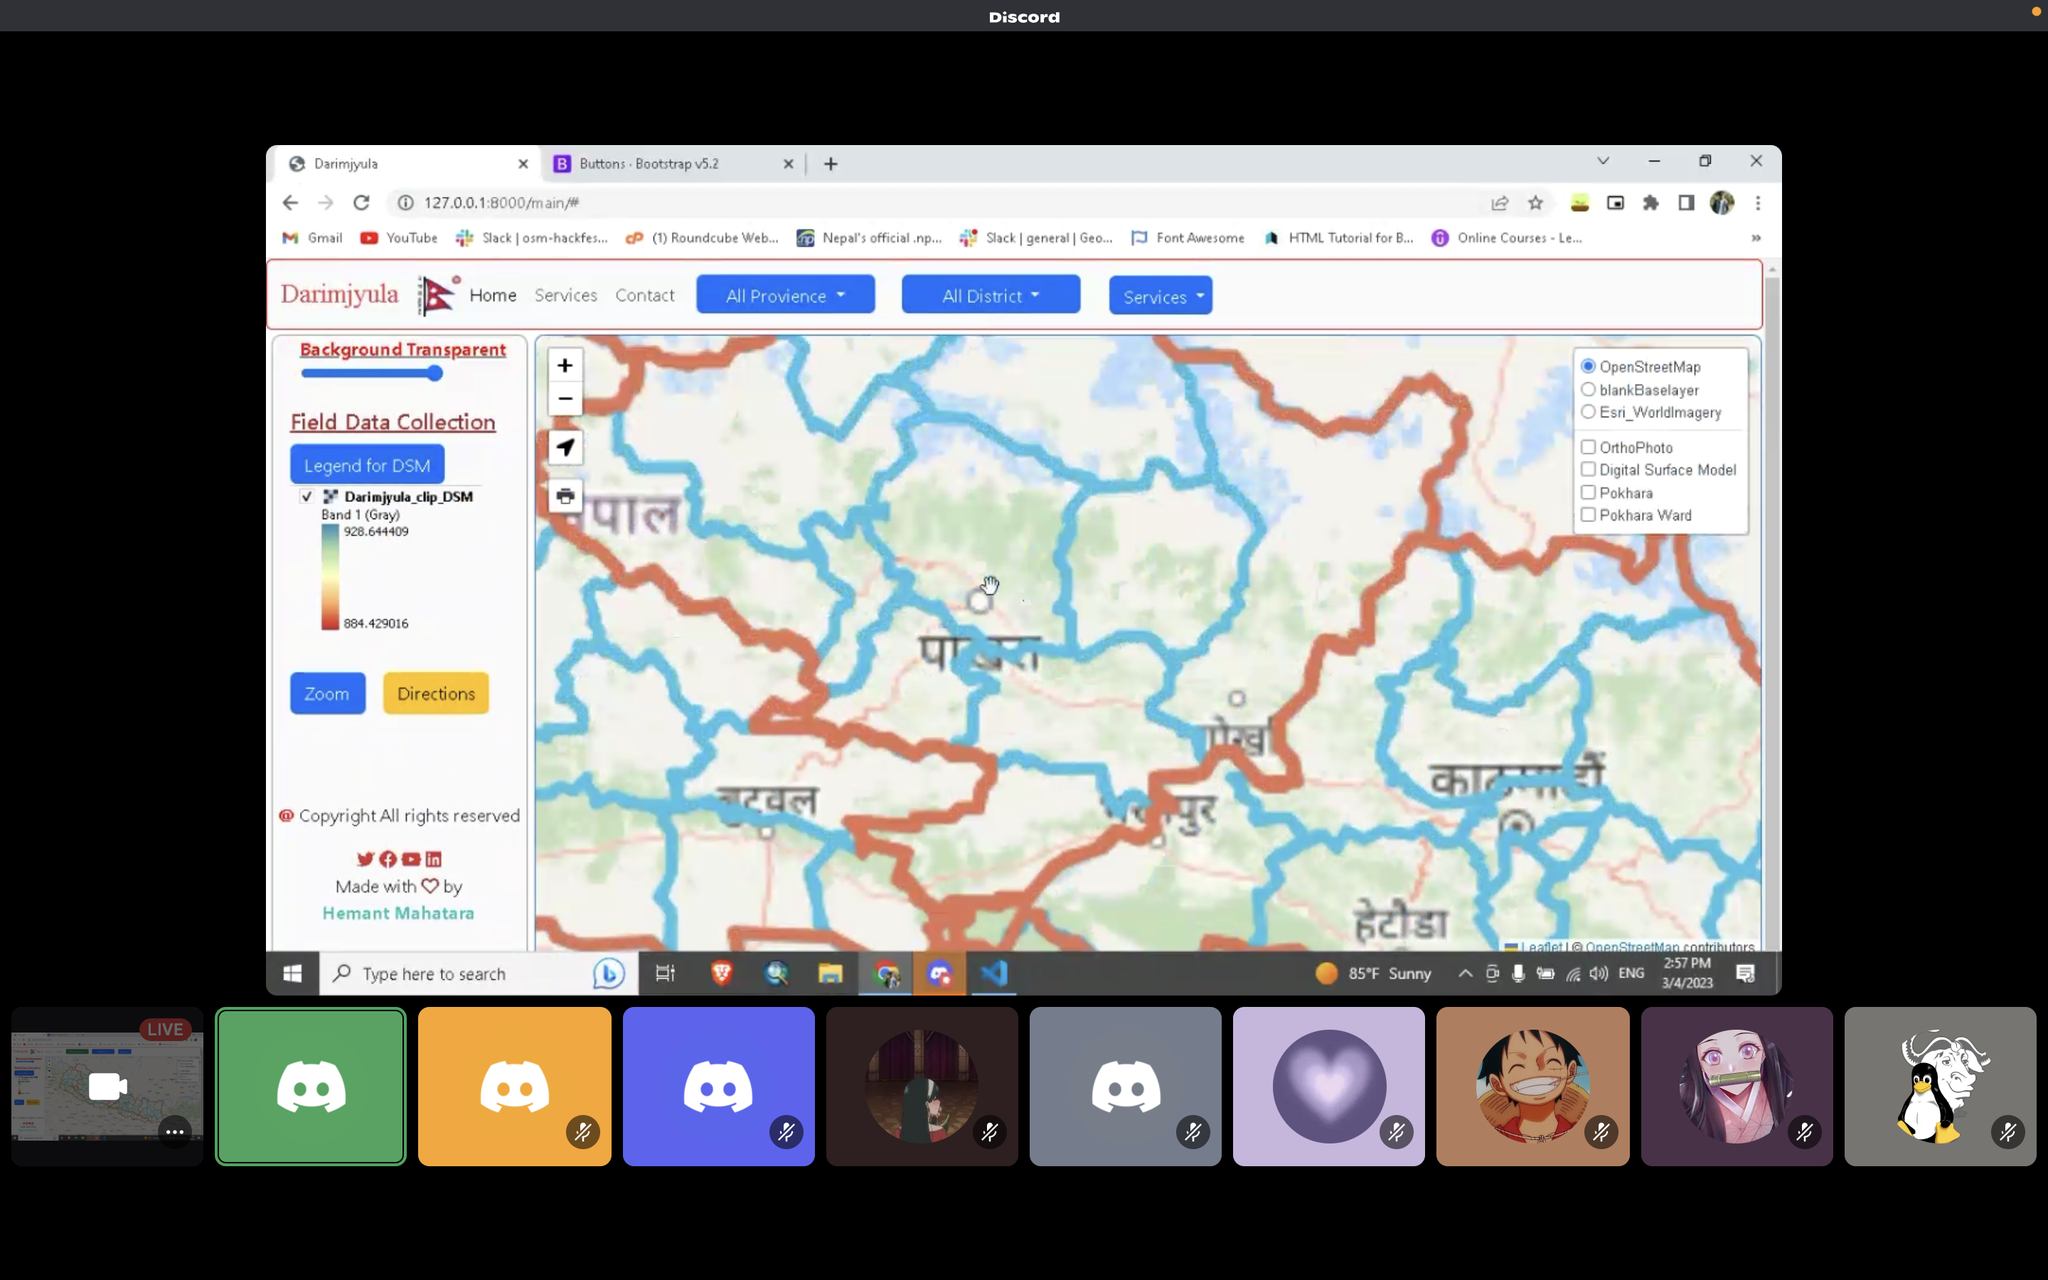 Discord
Darimjyula
Buttons · Bootstrap v5.2
127.0.0.1:8000/main/#
Gmail
YouTube
Slack | osm-hackfes...
(1) Roundcube Web...
Nepal's official .np...
Slack | general | Geo...
Font Awesome
HTML Tutorial for B...
Online Courses - Le...
»
Darimjyula
Home
Services
Contact
All Provience
All District
Services
Background Transparent
Field Data Collection
Legend for DSM
Darimjyula_clip_DSM
Band 1 (Gray)
928.644409
884.429016
Zoom
Directions
@ Copyright All rights reserved
Made with ♡ by
Hemant Mahatara
+
−
OpenStreetMap
blankBaselayer
Esri_WorldImagery
OrthoPhoto
Digital Surface Model
Pokhara
Pokhara Ward
पोखरा
गोर्खा
बुटवल
काठमाडौँ
हेटौडा
Leaflet | © OpenStreetMap contributors
Type here to search
85°F Sunny
ENG
2:57 PM
3/4/2023
LIVE